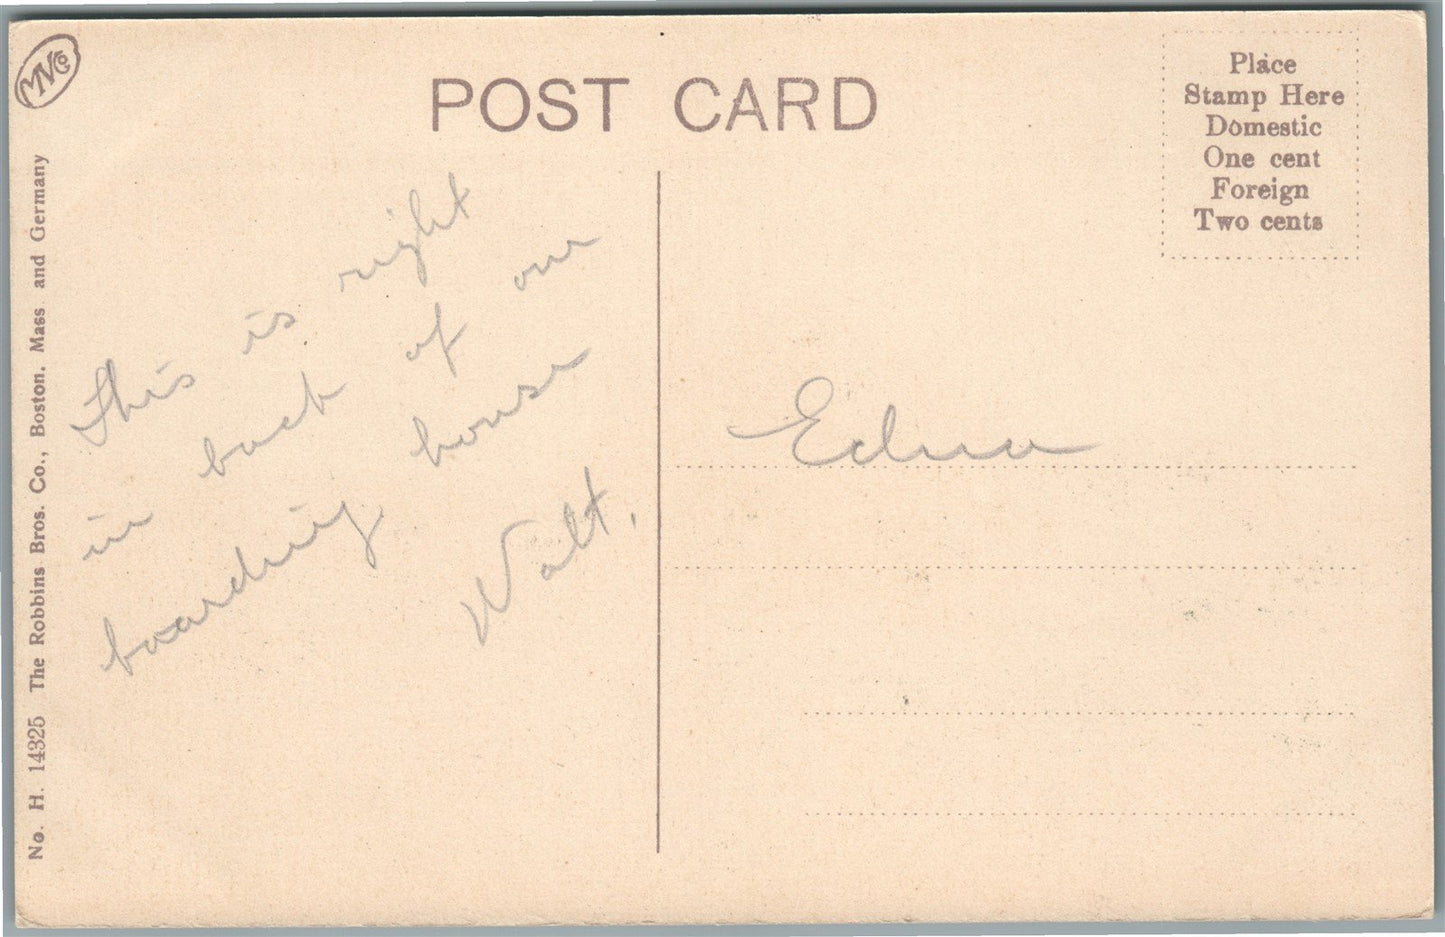 MVCo
POST CARD
Place
Stamp Here
Domestic
One cent
Foreign
Two cents
This is right
in back of our
boarding house
Walt.
Edna
No. H. 14325 The Robbins Bros. Co., Boston. Mass and Germany